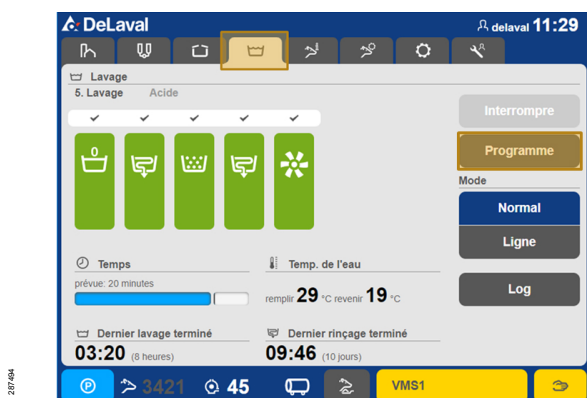 DeLaval
delaval 11:29
Lavage
5. Lavage Acide
0
Interrompre
Programme
Mode
Normal
Ligne
Log
Temps
prévue: 20 minutes
Temp. de l'eau
remplir 29 °C revenir 19 °C
Dernier lavage terminé
03:20 (8 heures)
Dernier rinçage terminé
09:46 (10 jours)
P 3421 45 VMS1
287494